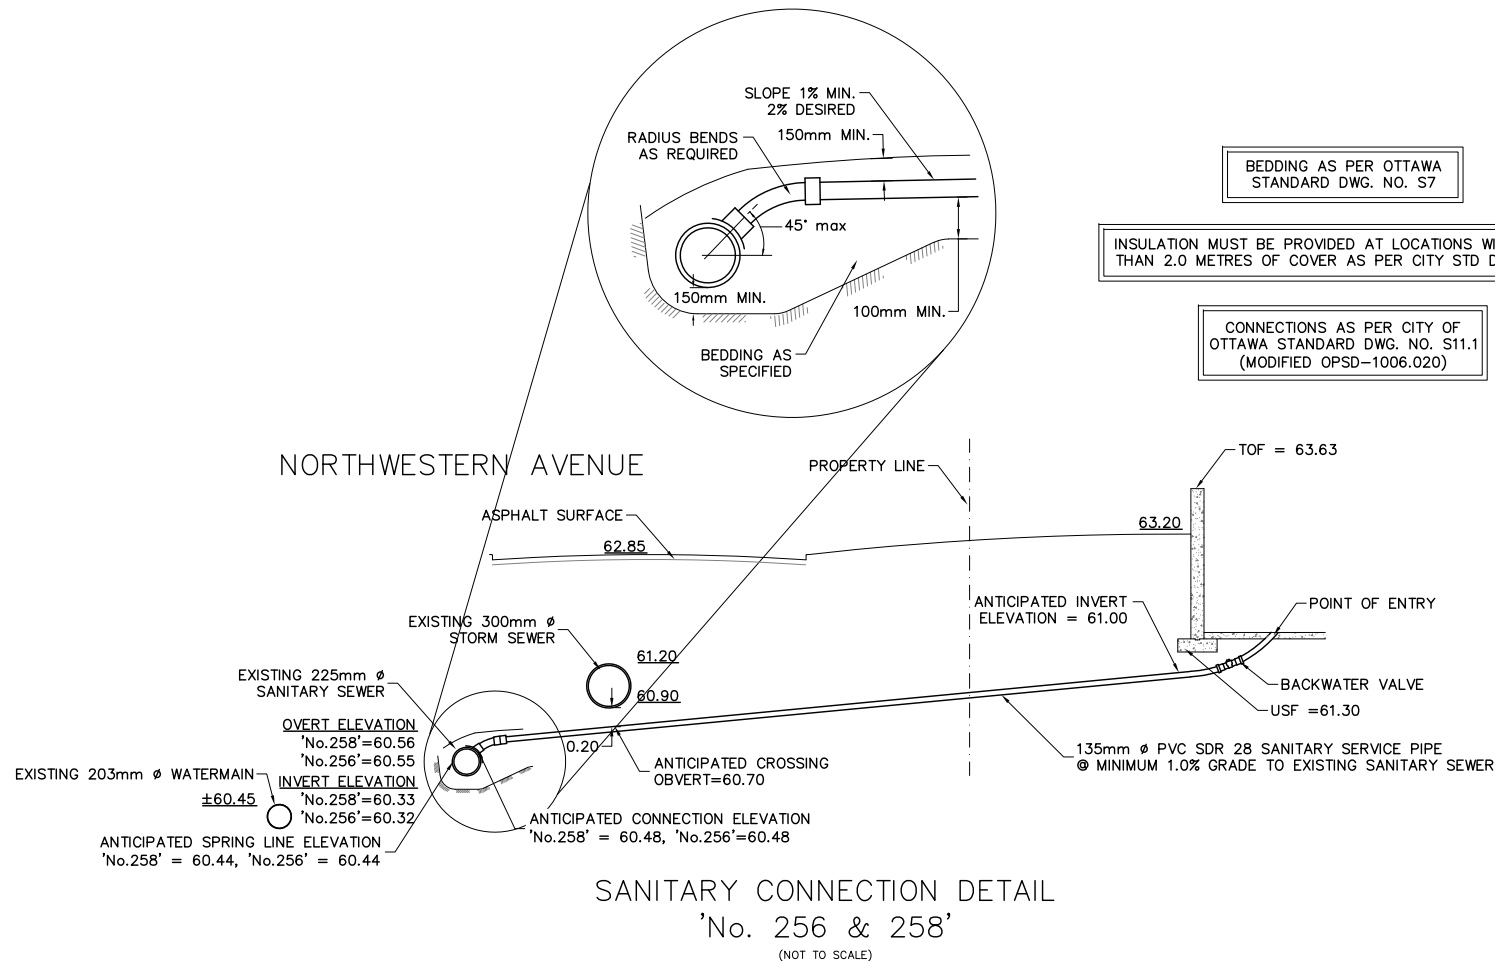 SLOPE 1% MIN.
2% DESIRED
150mm MIN.
RADIUS BENDS
AS REQUIRED
45° max
150mm MIN.
100mm MIN.
BEDDING AS
SPECIFIED
BEDDING AS PER OTTAWA
STANDARD DWG. NO. S7
INSULATION MUST BE PROVIDED AT LOCATIONS
THAN 2.0 METRES OF COVER AS PER CITY STD
CONNECTIONS AS PER CITY OF
OTTAWA STANDARD DWG. NO. S11.1
(MODIFIED OPSD-1006.020)
NORTHWESTERN AVENUE
PROPERTY LINE
TOF = 63.63
ASPHALT SURFACE
62.85
63.20
ANTICIPATED INVERT
ELEVATION = 61.00
POINT OF ENTRY
EXISTING 300mm ø
STORM SEWER
61.20
60.90
EXISTING 225mm ø
SANITARY SEWER
BACKWATER VALVE
USF =61.30
OVERT ELEVATION
'No.258'=60.56
'No.256'=60.55
INVERT ELEVATION
'No.258'=60.33
'No.256'=60.32
0.20
ANTICIPATED CROSSING
OBVERT=60.70
135mm ø PVC SDR 28 SANITARY SERVICE PIPE
@ MINIMUM 1.0% GRADE TO EXISTING SANITARY SEWER
EXISTING 203mm ø WATERMAIN
±60.45
ANTICIPATED CONNECTION ELEVATION
'No.258' = 60.48, 'No.256'=60.48
ANTICIPATED SPRING LINE ELEVATION
'No.258' = 60.44, 'No.256' = 60.44
SANITARY CONNECTION DETAIL
'No. 256 & 258'
(NOT TO SCALE)